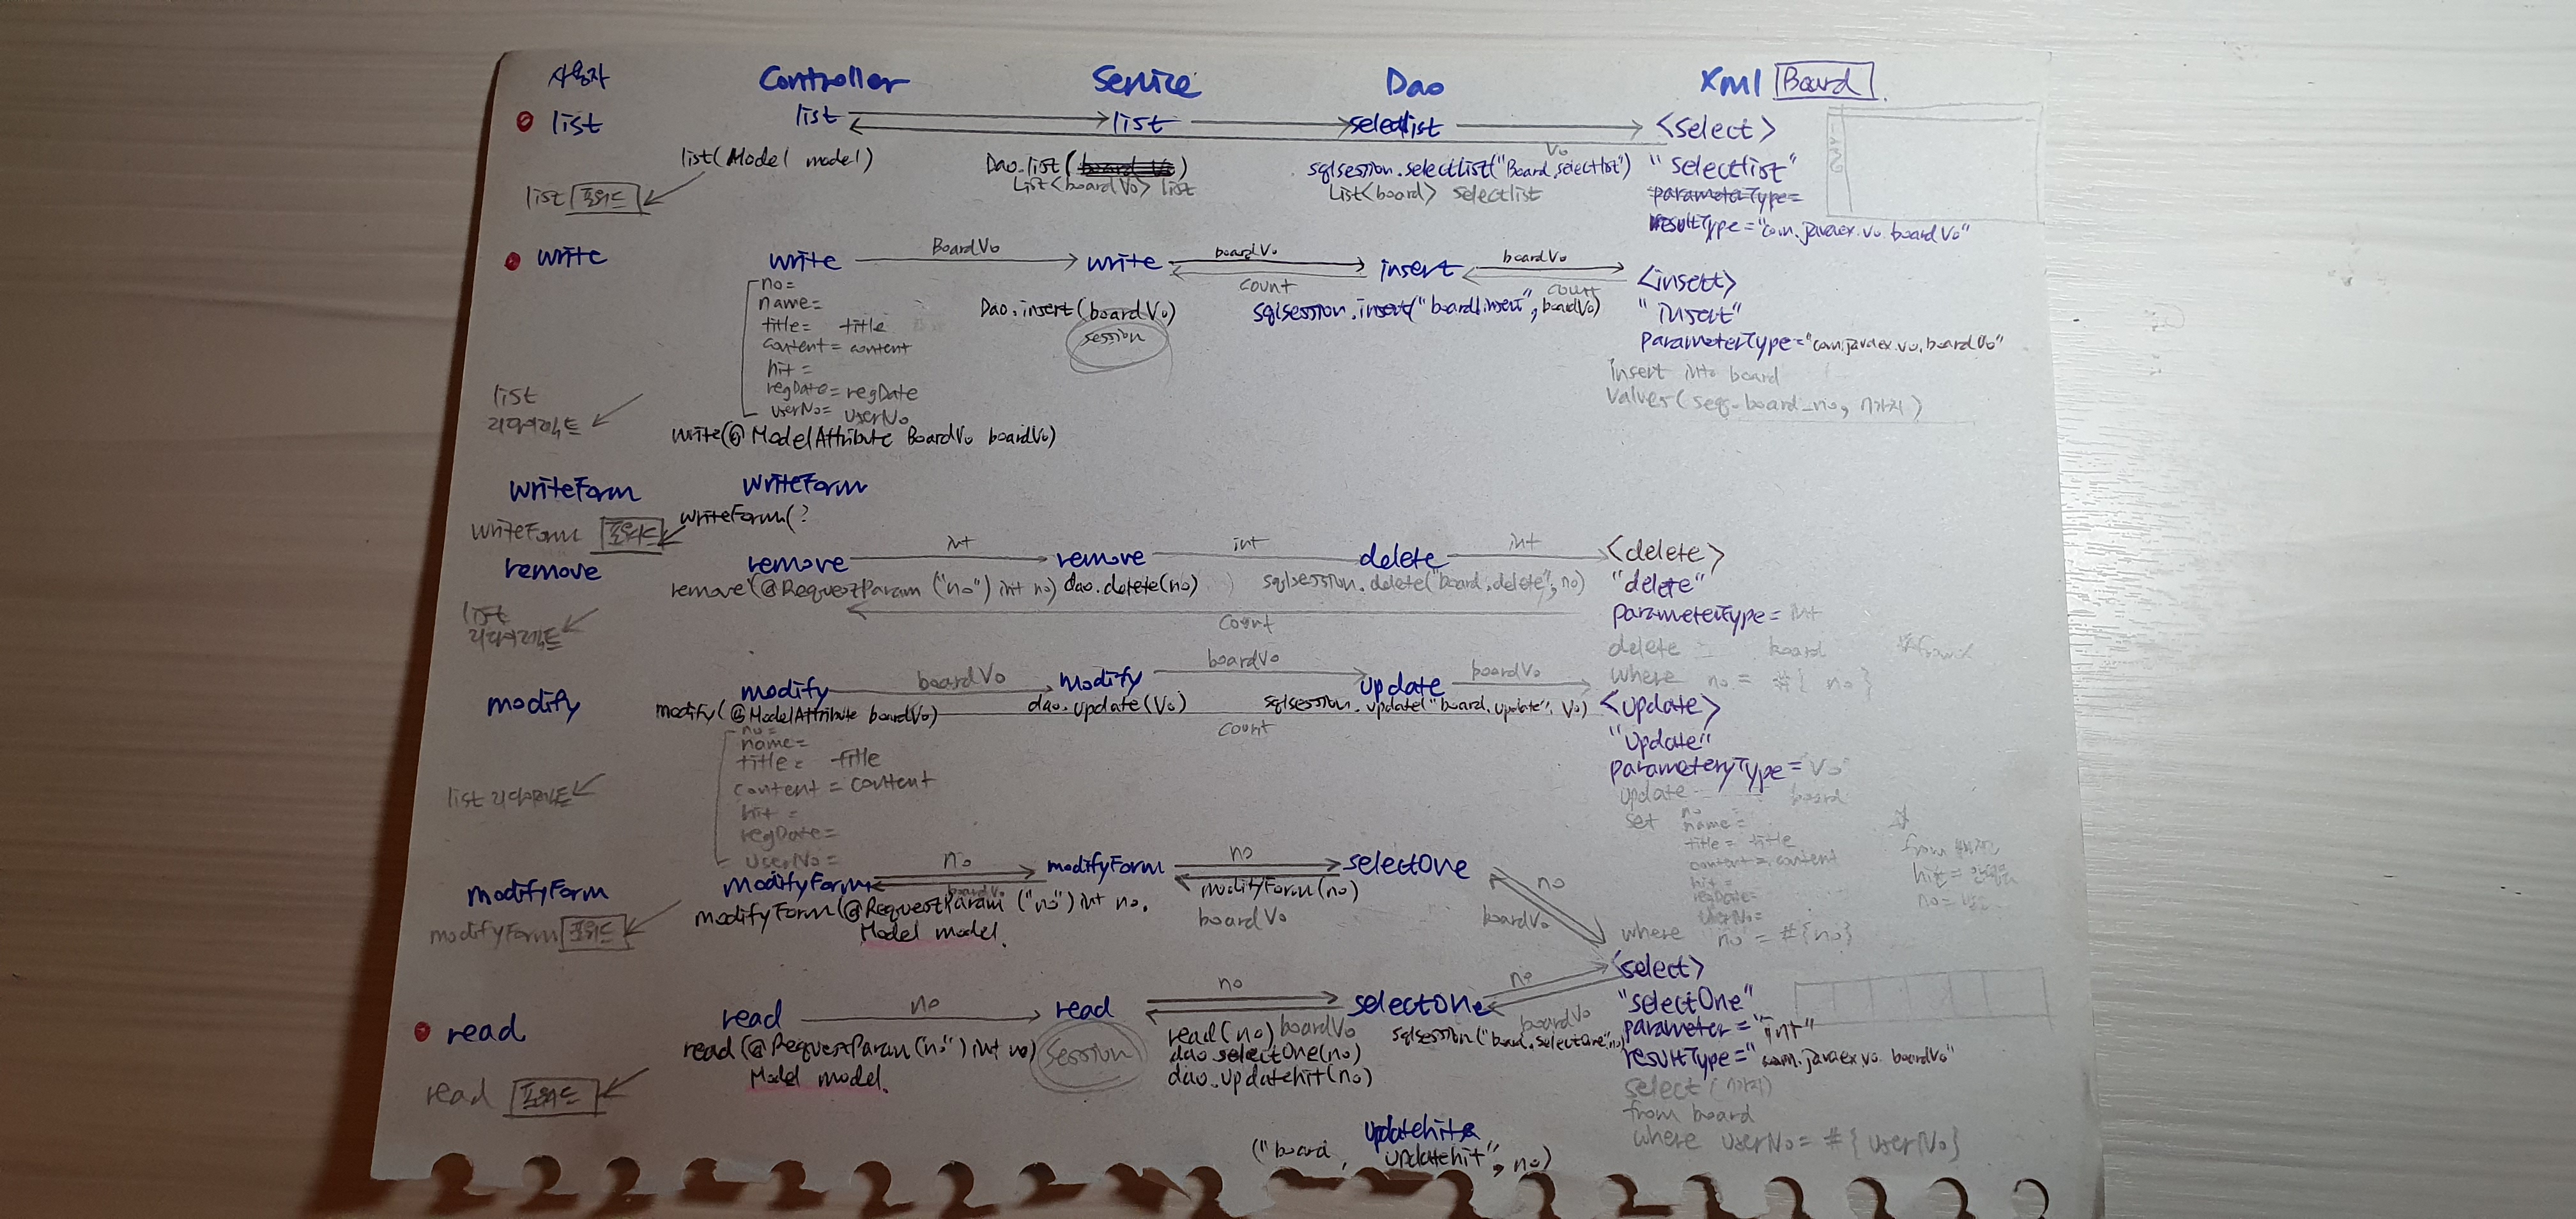 사용자 Controller Service Dao Xml Board
list list list selectlist <select>
Vo
list(Model model) Dao.list( ) sqlsession.selectList("Board.selectlist") "selectlist"
list 포워드 List<boardVo> list List<board> selectlist parameterType=
resultType="com.javaex.vo.boardVo"
write write BoardVo write boardVo insert boardVo <insert>
count count
no=
name= Dao.insert(boardVo) sqlsession.insert("board.insert", boardVo) "insert"
title= title session parameterType="com.javaex.vo.boardVo"
content= content
hit= insert into board
regDate= regDate values(seq_board_no,
userNo= userNo
list
리다이렉트
write(@ModelAttribute BoardVo boardVo)
writeForm writeForm
writeForm 포워드 writeForm(?
remove remove int remove int delete int <delete>
remove(@RequestParam ("no") int no) dao.delete(no) sqlsession.delete("board.delete", no) "delete"
list count parameterType= int
리다이렉트
delete board
where no = #{ no }
modify modify boardVo modify boardVo update boardVo <update>
modify(@ModelAttribute boardVo) dao.update(Vo) sqlsession.update("board.update", Vo)
count
no=
name= "update"
title= title parameteryType= Vo
content= content update board
list 리다이렉트
hit= set no
regDate= name=
userNo= title= title
content= content
hit=
regDate=
userNo=
from
hit=
no=
where no = #{no}
modifyForm modifyForm no modifyForm no selectOne no
boardVo
modifyForm(@RequestParam ("no") int no, modifyForm(no)
modifyForm 포워드 Model model. boardVo boardVo
<select>
read read no read no selectOne no "selectOne"
boardVo boardVo
read(@RequestParam("no") int no) session read(no) sqlsession("board.selectOne", no) parameter="int"
Model model. dao.selectOne(no) resultType="com.javaex.vo.boardVo"
read 포워드 dao.updatehit(no)
select
from board
where userNo= #{userNo}
updatehit
("board, updatehit", no)